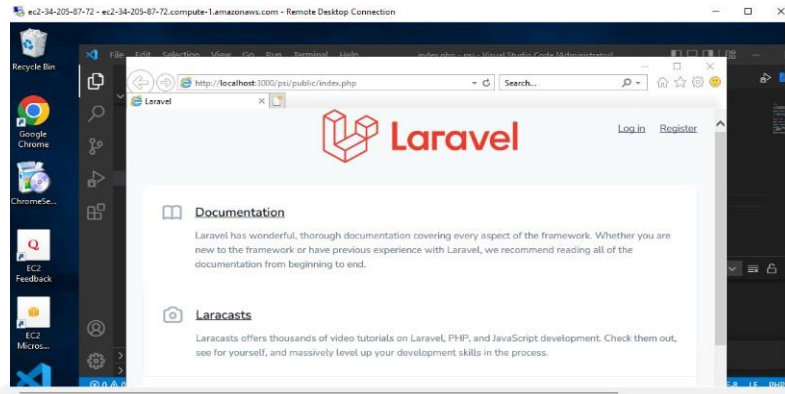 ec2-34-205-87-72 - ec2-34-205-87-72.compute-1.amazonaws.com - Remote Desktop Connection
File Edit Selection View Go Run Terminal Help index.php - psi - Visual Studio Code [Administrator]
Recycle Bin
http://localhost:3000/psi/public/index.php
Search...
Laravel
Laravel
Log in Register
Google
Chrome
ChromeSe...
Documentation
Laravel has wonderful, thorough documentation covering every aspect of the framework. Whether you are
new to the framework or have previous experience with Laravel, we recommend reading all of the
documentation from beginning to end.
Q
EC2
Feedback
Laracasts
Laracasts offers thousands of video tutorials on Laravel, PHP, and JavaScript development. Check them out,
see for yourself, and massively level up your development skills in the process.
EC2
Micros...
LF PHP